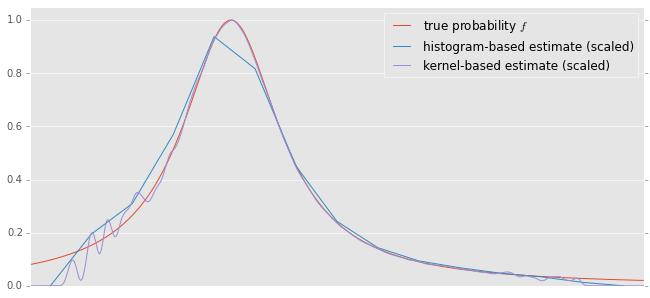 1.0
0.8
0.6
0.4
0.2
0.0
true probability f
histogram-based estimate (scaled)
kernel-based estimate (scaled)